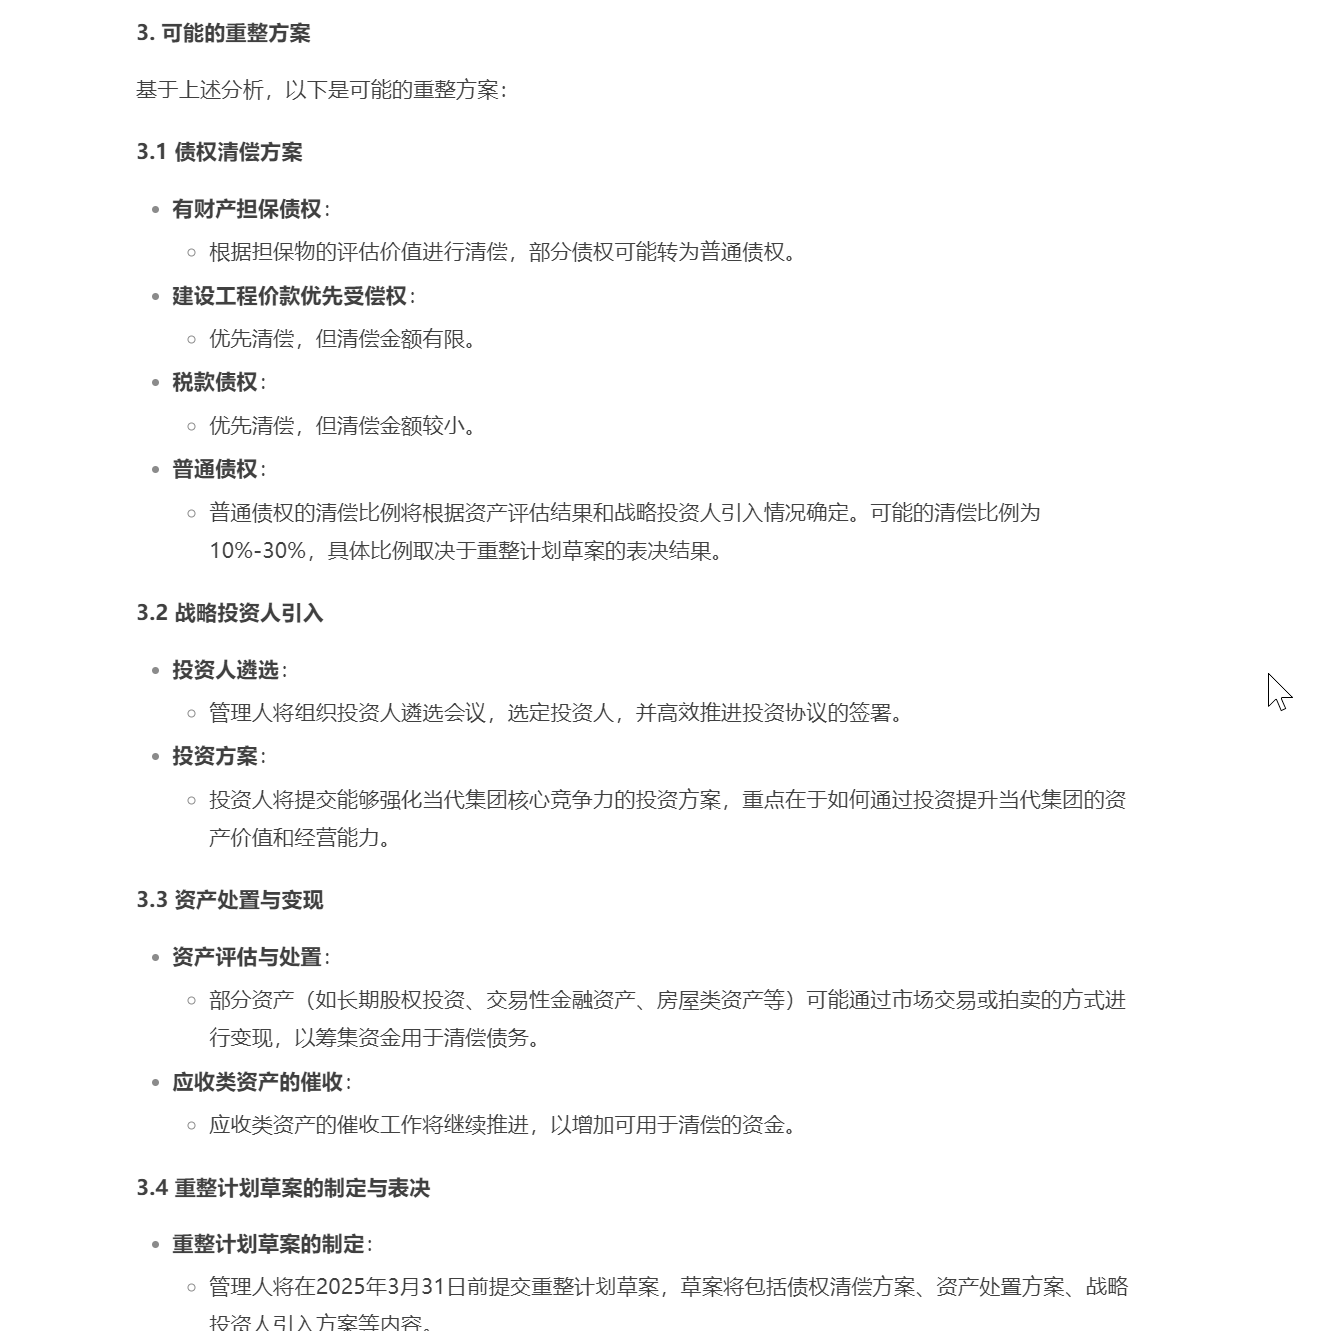 3. 可能的重整方案
基于上述分析，以下是可能的重整方案：
3.1 债权清偿方案
有财产担保债权：
根据担保物的评估价值进行清偿，部分债权可能转为普通债权。
建设工程价款优先受偿权：
优先清偿，但清偿金额有限。
税款债权：
优先清偿，但清偿金额较小。
普通债权：
普通债权的清偿比例将根据资产评估结果和战略投资人引入情况确定。可能的清偿比例为
10%-30%，具体比例取决于重整计划草案的表决结果。
3.2 战略投资人引入
投资人遴选：
管理人将组织投资人遴选会议，选定投资人，并高效推进投资协议的签署。
投资方案：
投资人将提交能够强化当代集团核心竞争力的投资方案，重点在于如何通过投资提升当代集团的资
产价值和经营能力。
3.3 资产处置与变现
资产评估与处置：
部分资产（如长期股权投资、交易性金融资产、房屋类资产等）可能通过市场交易或拍卖的方式进
行变现，以筹集资金用于清偿债务。
应收类资产的催收：
应收类资产的催收工作将继续推进，以增加可用于清偿的资金。
3.4 重整计划草案的制定与表决
重整计划草案的制定：
管理人将在2025年3月31日前提交重整计划草案，草案将包括债权清偿方案、资产处置方案、战略
投资人引入方案等内容。